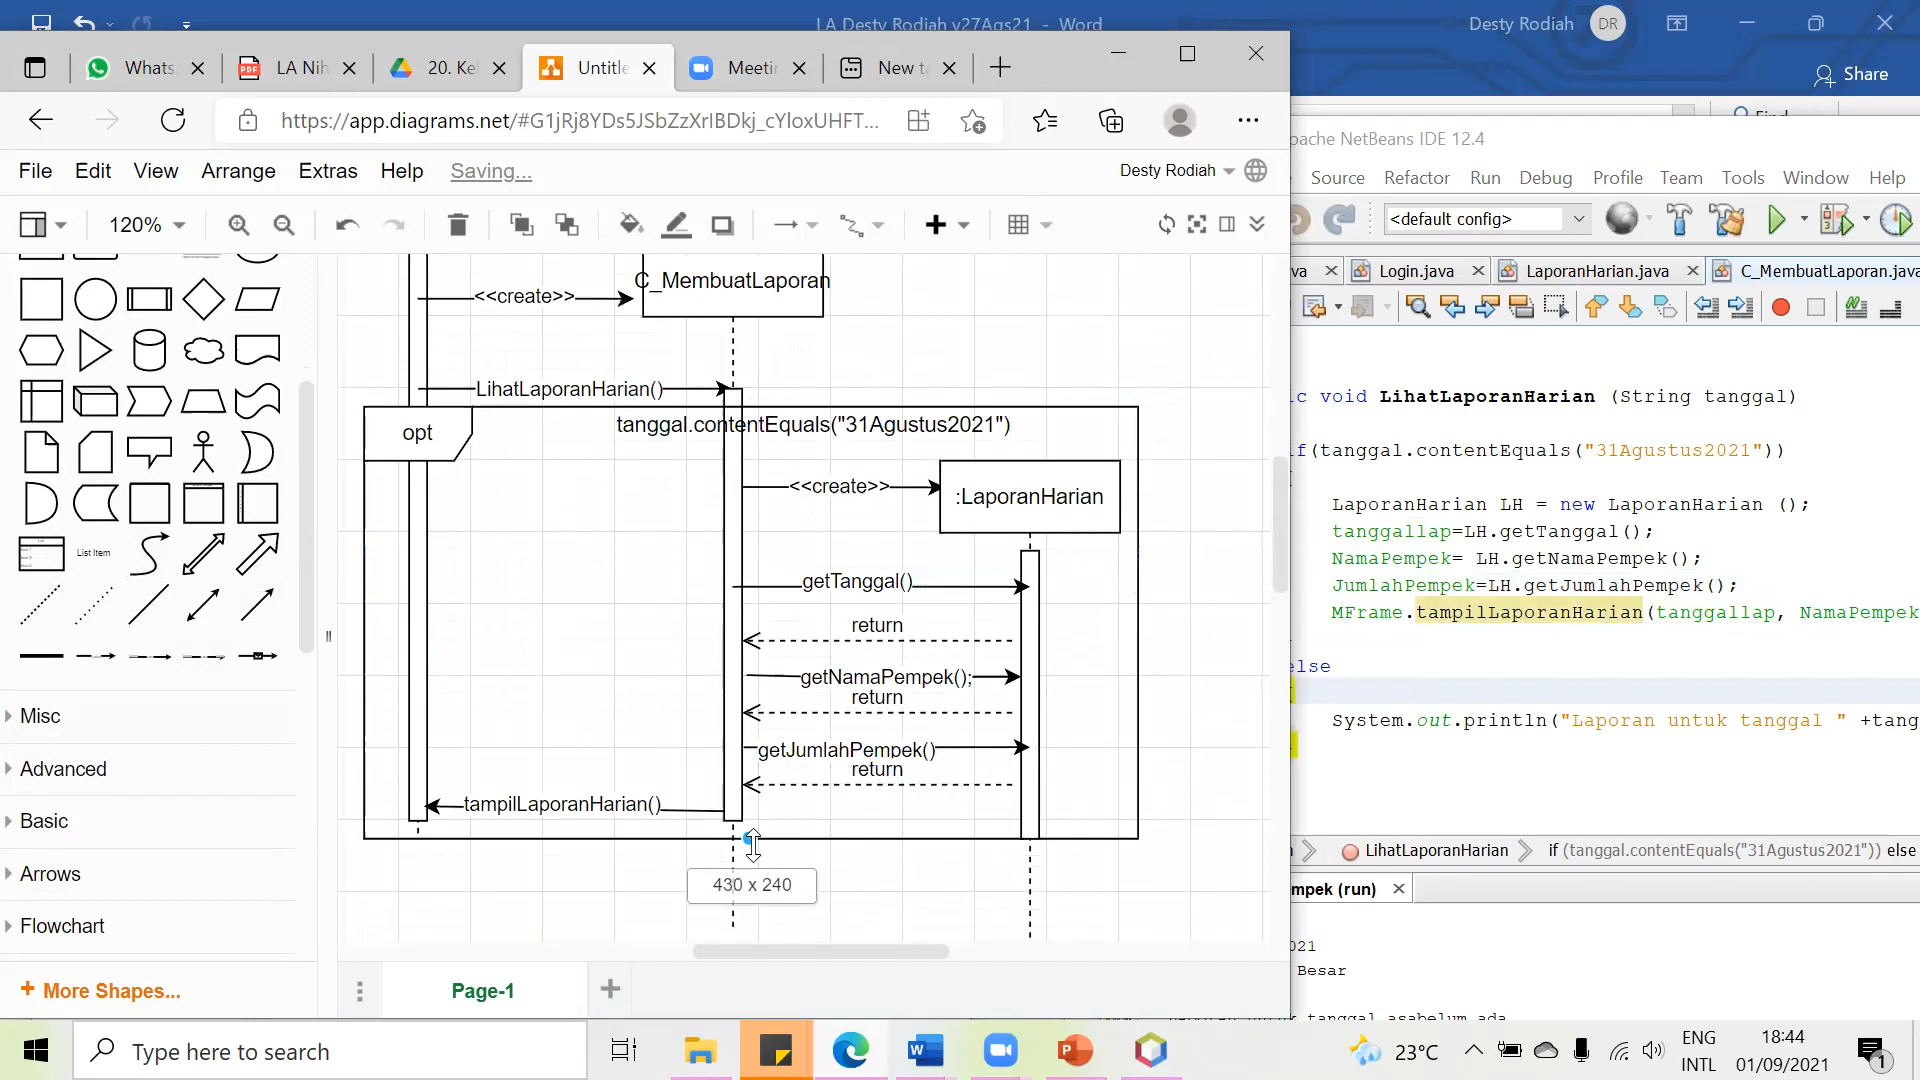 LA Desty Rodiah v27Ags21 - Word
Desty Rodiah
DR
Share
Whats
LA Nih
20. Kel
Untitle
Meetin
New ta
https://app.diagrams.net/#G1jRj8YDs5JSbZzXrIBDkj_cYloxUHFT...
File
Edit
View
Arrange
Extras
Help
Saving...
Desty Rodiah
120%
List Item
Misc
Advanced
Basic
Arrows
Flowchart
+ More Shapes...
C_MembuatLaporan
<<create>>
LihatLaporanHarian()
opt
tanggal.contentEquals("31Agustus2021")
<<create>>
:LaporanHarian
getTanggal()
return
getNamaPempek();
return
getJumlahPempek()
return
tampilLaporanHarian()
430 x 240
Page-1
Find
pache NetBeans IDE 12.4
Source
Refactor
Run
Debug
Profile
Team
Tools
Window
Help
<default config>
va
Login.java
LaporanHarian.java
C_MembuatLaporan.java
ic void LihatLaporanHarian (String tanggal)
if(tanggal.contentEquals("31Agustus2021"))
LaporanHarian LH = new LaporanHarian ();
tanggallap=LH.getTanggal();
NamaPempek= LH.getNamaPempek();
JumlahPempek=LH.getJumlahPempek();
MFrame.tampilLaporanHarian(tanggallap, NamaPempek
else
System.out.println("Laporan untuk tanggal " +tang
LihatLaporanHarian
if (tanggal.contentEquals("31Agustus2021")) else
mpek (run)
021
Besar
Type here to search
23°C
ENG
INTL
18:44
01/09/2021
1